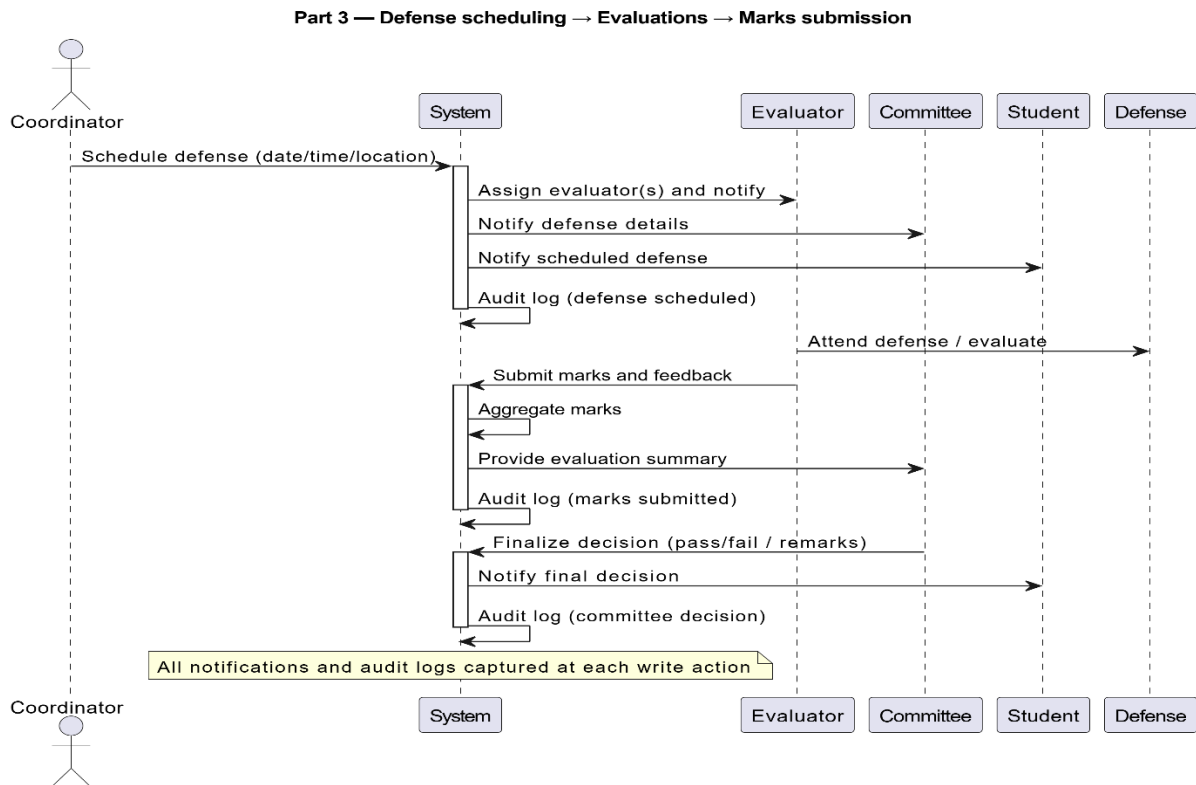 Part 3 — Defense scheduling → Evaluations → Marks submission
Coordinator
System
Evaluator
Committee
Student
Defense
Schedule defense (date/time/location)
Assign evaluator(s) and notify
Notify defense details
Notify scheduled defense
Audit log (defense scheduled)
Attend defense / evaluate
Submit marks and feedback
Aggregate marks
Provide evaluation summary
Audit log (marks submitted)
Finalize decision (pass/fail / remarks)
Notify final decision
Audit log (committee decision)
All notifications and audit logs captured at each write action
Coordinator
System
Evaluator
Committee
Student
Defense